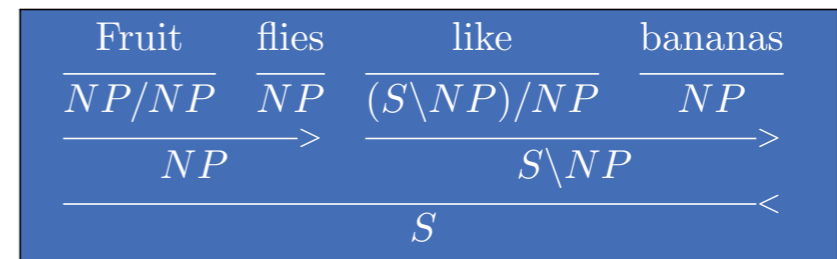 Fruit flies like bananas
NP/NP NP (S\NP)/NP NP
> >
NP S\NP
<
S